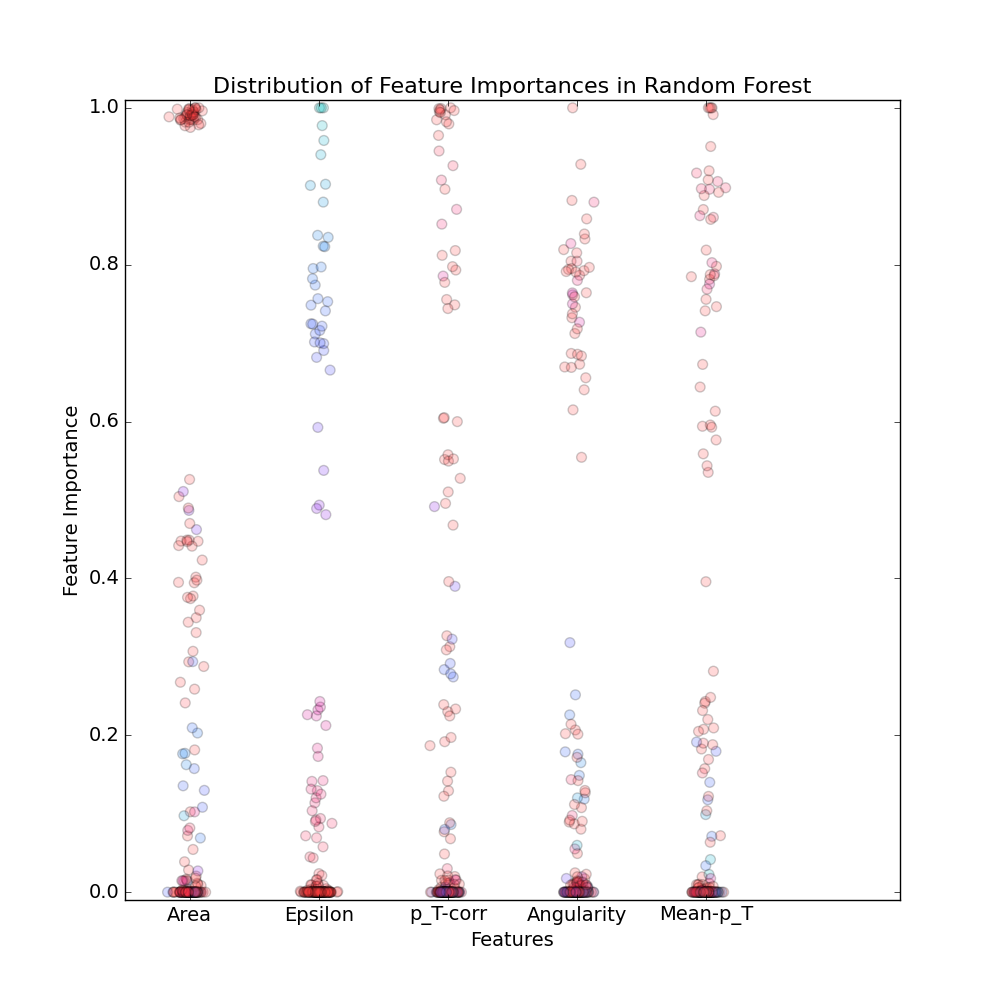 Distribution of Feature Importances in Random Forest
1.0
0.8
0.6
0.4
0.2
0.0
Feature Importance
Area Epsilon p_T-corr Angularity Mean-p_T
Features